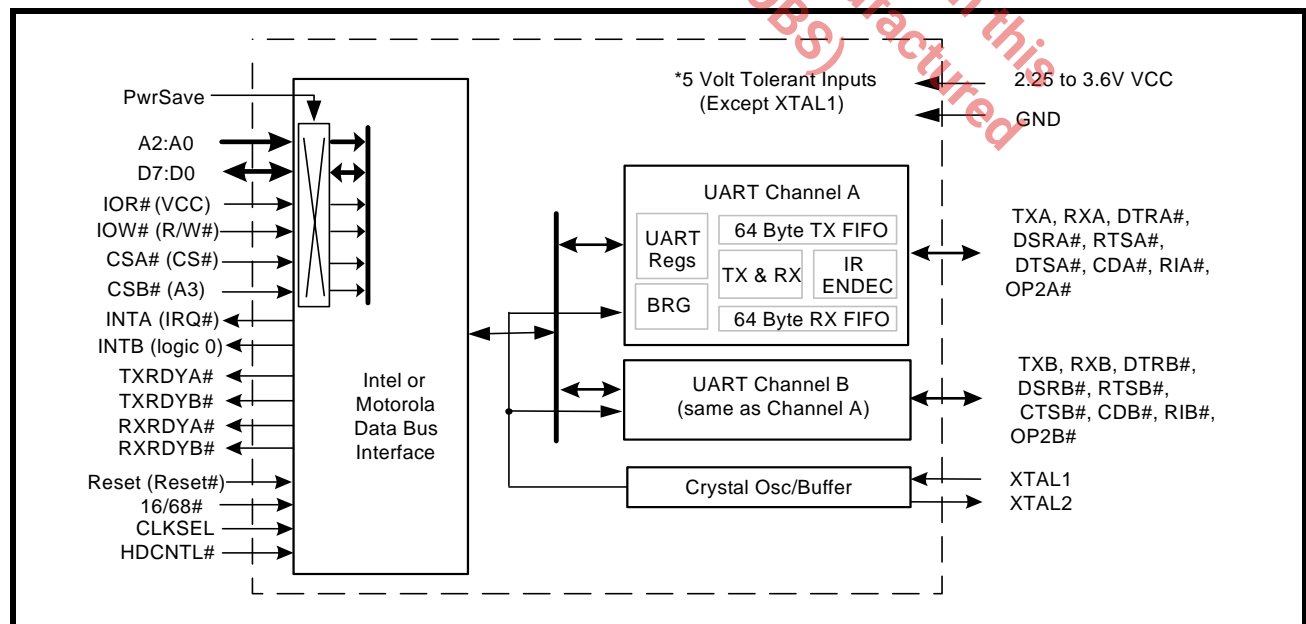 n this
factured
OBS)
*5 Volt Tolerant Inputs
(Except XTAL1)
2.25 to 3.6V VCC
GND
PwrSave
A2:A0
D7:D0
IOR# (VCC)
IOW# (R/W#)
CSA# (CS#)
CSB# (A3)
INTA (IRQ#)
INTB (logic 0)
TXRDYA#
TXRDYB#
RXRDYA#
RXRDYB#
Reset (Reset#)
16/68#
CLKSEL
HDCNTL#
Intel or
Motorola
Data Bus
Interface
UART Channel A
UART
Regs
BRG
64 Byte TX FIFO
TX & RX
IR
ENDEC
64 Byte RX FIFO
UART Channel B
(same as Channel A)
Crystal Osc/Buffer
TXA, RXA, DTRA#,
DSRA#, RTSA#,
DTSA#, CDA#, RIA#,
OP2A#
TXB, RXB, DTRB#,
DSRB#, RTSB#,
CTSB#, CDB#, RIB#,
OP2B#
XTAL1
XTAL2